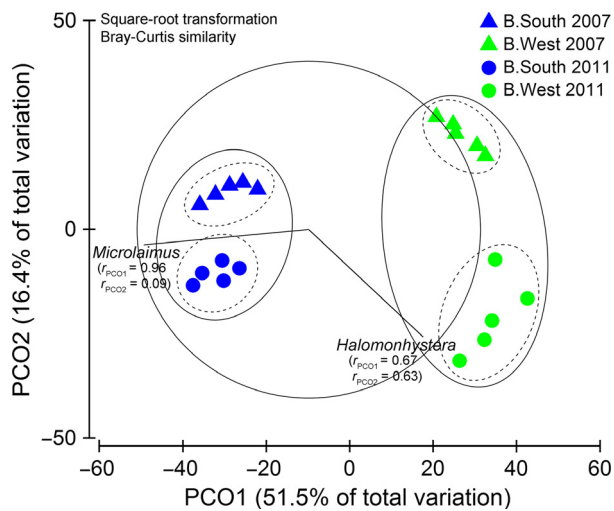 Square-root transformation
Bray-Curtis similarity
B.South 2007
B.West 2007
B.South 2011
B.West 2011
50
0
−50
PCO2 (16.4% of total variation)
Microlaimus
(rPCO1 = 0.96
rPCO2 = 0.09)
Halomonhystera
(rPCO1 = 0.67
rPCO2 = 0.63)
−60 −40 −20 0 20 40 60
PCO1 (51.5% of total variation)